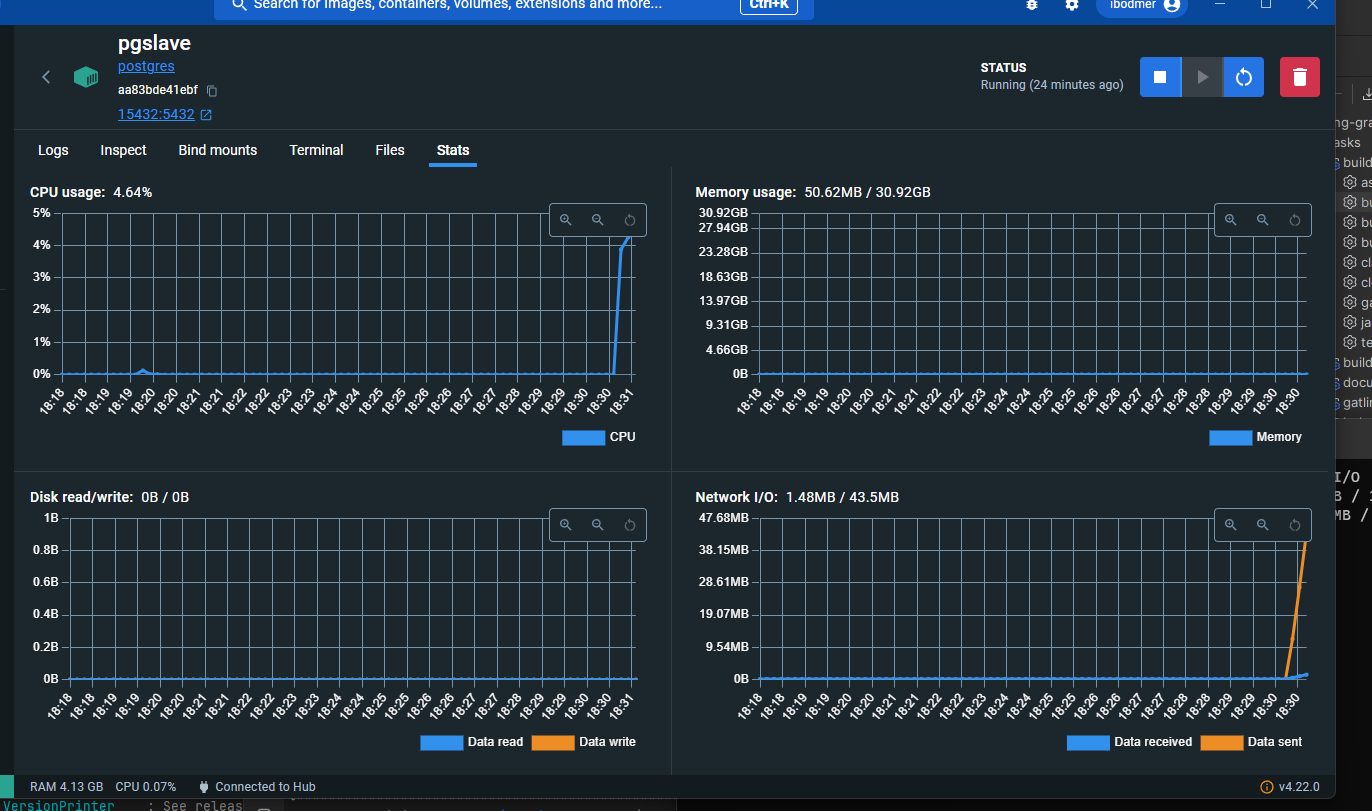 Search for images, containers, volumes, extensions and more...
Ctrl+K
ibodmer
pgslave
postgres
aa83bde41ebf
15432:5432
STATUS
Running (24 minutes ago)
Logs
Inspect
Bind mounts
Terminal
Files
Stats
CPU usage: 4.64%
5%
4%
3%
2%
1%
0%
18:18 18:18 18:19 18:19 18:20 18:20 18:21 18:21 18:22 18:22 18:23 18:23 18:24 18:24 18:25 18:25 18:26 18:26 18:27 18:27 18:28 18:28 18:29 18:29 18:30 18:30 18:31
CPU
Memory usage: 50.62MB / 30.92GB
30.92GB
27.94GB
23.28GB
18.63GB
13.97GB
9.31GB
4.66GB
0B
18:18 18:18 18:19 18:19 18:20 18:20 18:21 18:21 18:22 18:22 18:23 18:23 18:24 18:24 18:25 18:25 18:26 18:26 18:27 18:27 18:28 18:28 18:29 18:29 18:30 18:30
Memory
Disk read/write: 0B / 0B
1B
0.8B
0.6B
0.4B
0.2B
0B
18:18 18:18 18:19 18:19 18:20 18:20 18:21 18:21 18:22 18:22 18:23 18:23 18:24 18:24 18:25 18:25 18:26 18:26 18:27 18:27 18:28 18:28 18:29 18:29 18:30 18:31
Data read
Data write
Network I/O: 1.48MB / 43.5MB
47.68MB
38.15MB
28.61MB
19.07MB
9.54MB
0B
18:18 18:18 18:19 18:19 18:20 18:20 18:21 18:21 18:22 18:22 18:23 18:23 18:24 18:24 18:25 18:25 18:26 18:26 18:27 18:27 18:28 18:28 18:29 18:29 18:30 18:30
Data received
Data sent
ng-gra
asks
build
as
bu
bu
bu
cl
cl
ga
ja
te
build
docu
gatlin
I/O
B /
MB /
RAM 4.13 GB
CPU 0.07%
Connected to Hub
v4.22.0
VersionPrinter : See releas